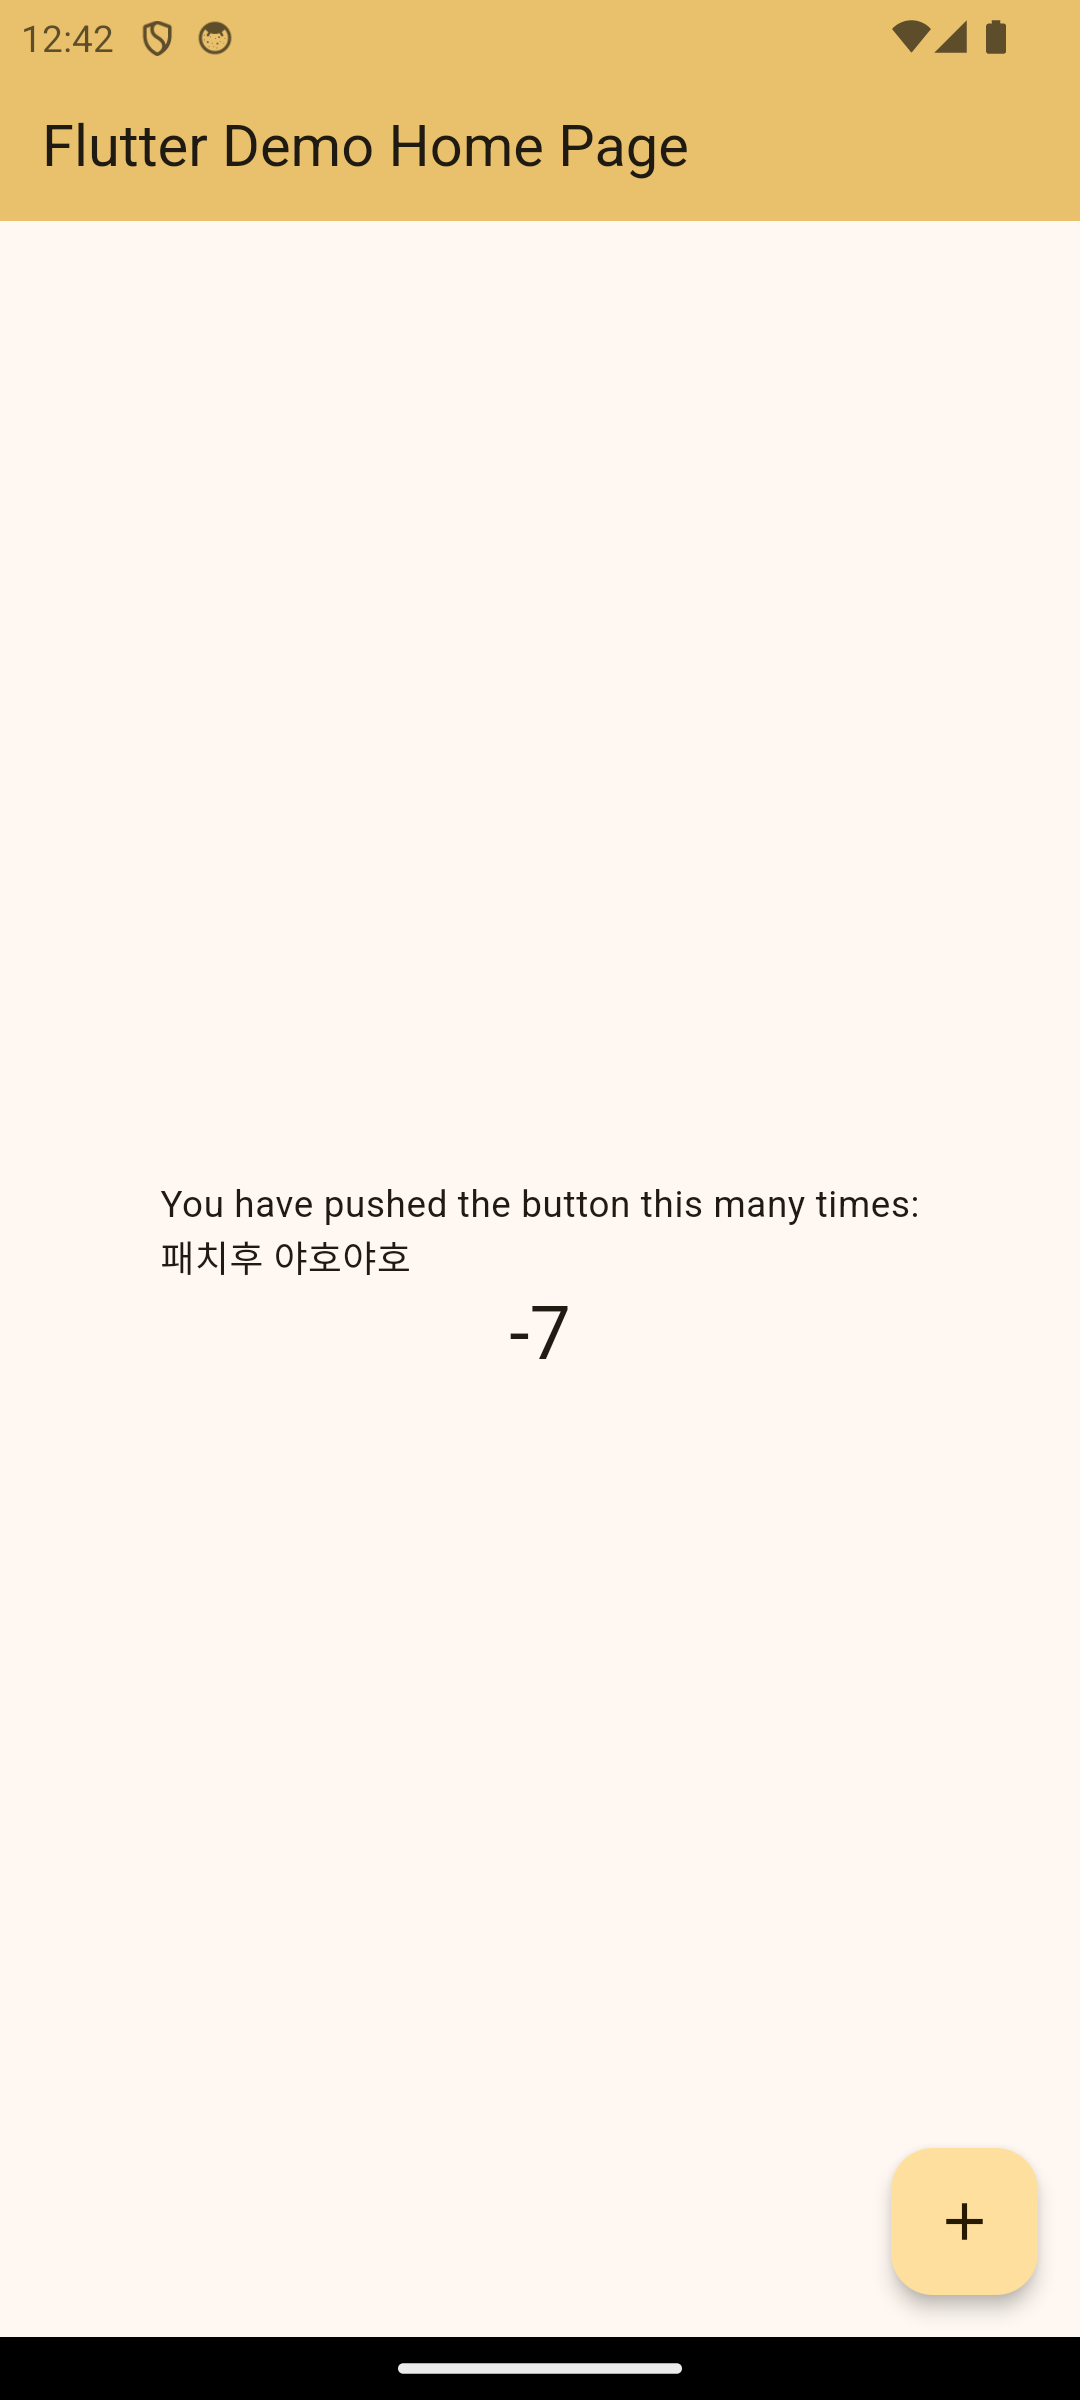 12:42
Flutter Demo Home Page
You have pushed the button this many times:
패치후 야호야호
-7